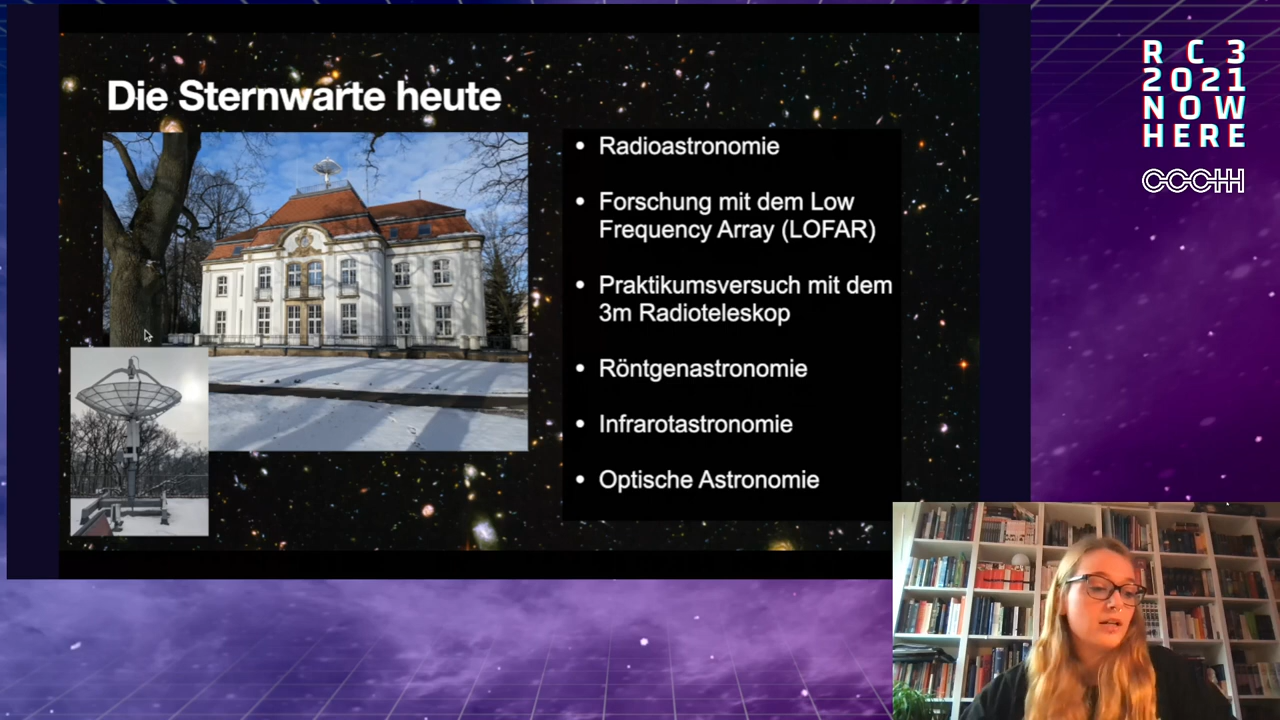 Die Sternwarte heute
• Radioastronomie
• Forschung mit dem Low
Frequency Array (LOFAR)
• Praktikumsversuch mit dem
3m Radioteleskop
• Röntgenastronomie
• Infrarotastronomie
• Optische Astronomie
R C 3
2021
NOW
HERE
CCCHH